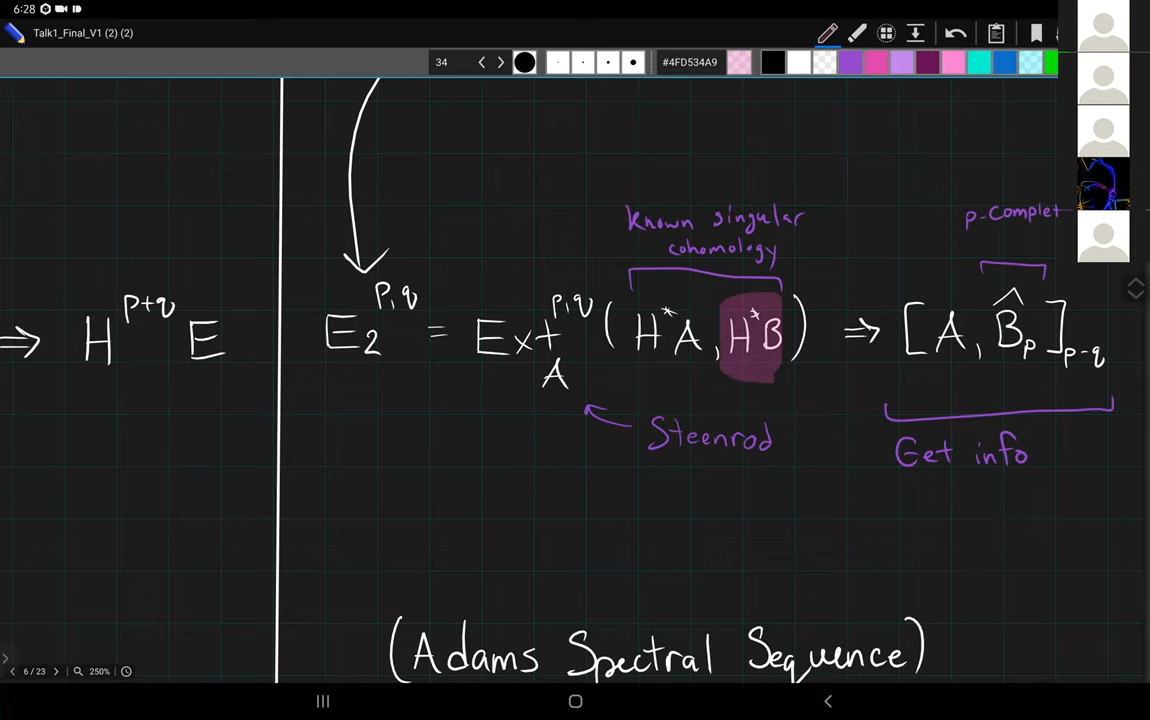 6:28
Talk1_Final_V1 (2) (2)
34
#4FD534A9
Known singular
cohomology
p-Complet
⇒ H^{p+q} E
E_2^{p,q} = Ext_A^{p,q} (H^*A, H^*B) ⇒ [A, \hat{B}_p]_{p-q}
Steenrod
Get info
(Adams Spectral Sequence)
6 / 23
250%